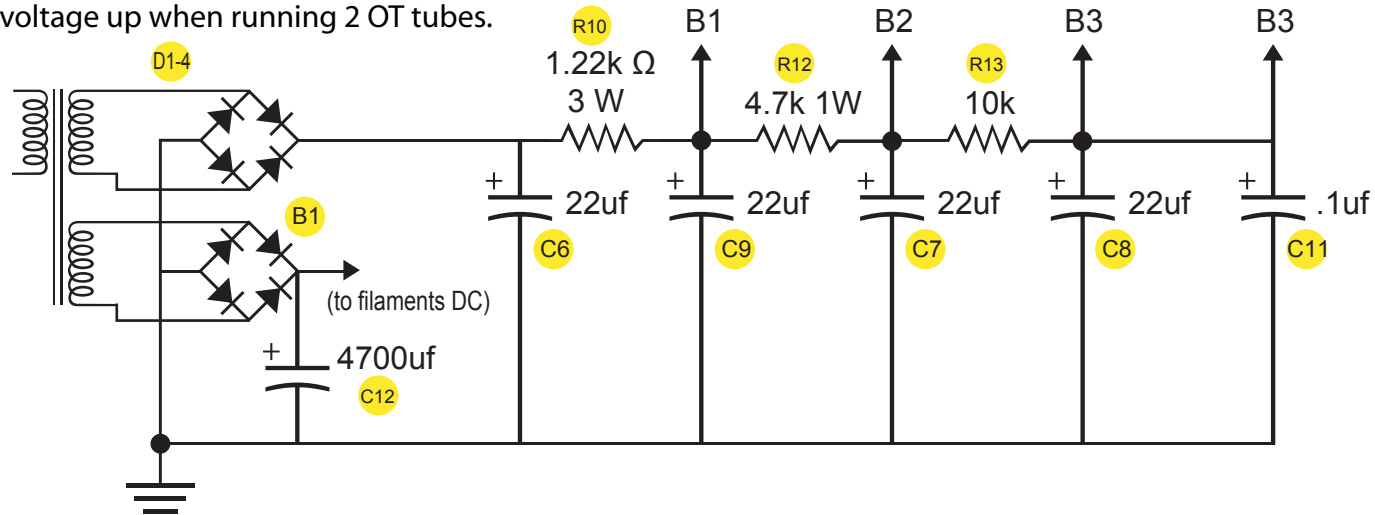 voltage up when running 2 OT tubes.
D1-4
R10
1.22k Ω
3 W
B1
R12
4.7k 1W
B2
R13
10k
B3
B3
+
22uf
C6
+
22uf
C9
+
22uf
C7
+
22uf
C8
+
.1uf
C11
B1
(to filaments DC)
+
4700uf
C12